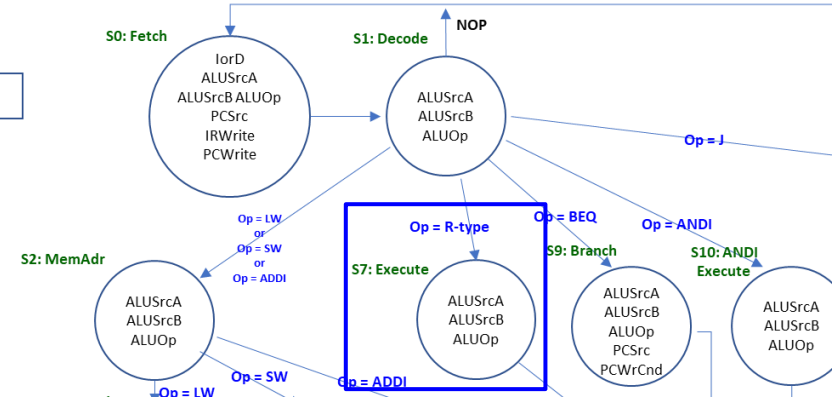 NOP
S0: Fetch
S1: Decode
IorD
ALUSrcA
ALUSrcB ALUOp
PCSrc
IRWrite
PCWrite
ALUSrcA
ALUSrcB
ALUOp
Op = J
Op = LW
or
Op = SW
or
Op = ADDI
Op = R-type
Op = BEQ
Op = ANDI
S2: MemAdr
S7: Execute
S9: Branch
S10: ANDI
Execute
ALUSrcA
ALUSrcB
ALUOp
ALUSrcA
ALUSrcB
ALUOp
ALUSrcA
ALUSrcB
ALUOp
PCSrc
PCWrCnd
ALUSrcA
ALUSrcB
ALUOp
Op = LW
Op = SW
Op = ADDI